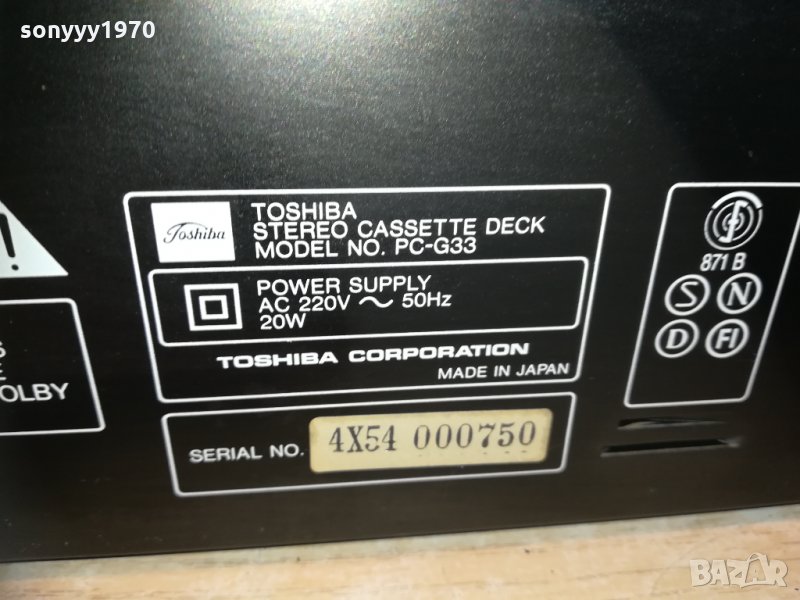 sonyyy1970
Toshiba
TOSHIBA
STEREO CASSETTE DECK
MODEL NO. PC-G33
POWER SUPPLY
AC 220V ~ 50Hz
20W
TOSHIBA CORPORATION
MADE IN JAPAN
SERIAL NO. 4X54 000750
871 B
S N
D FI
!
OLBY
BAZAR